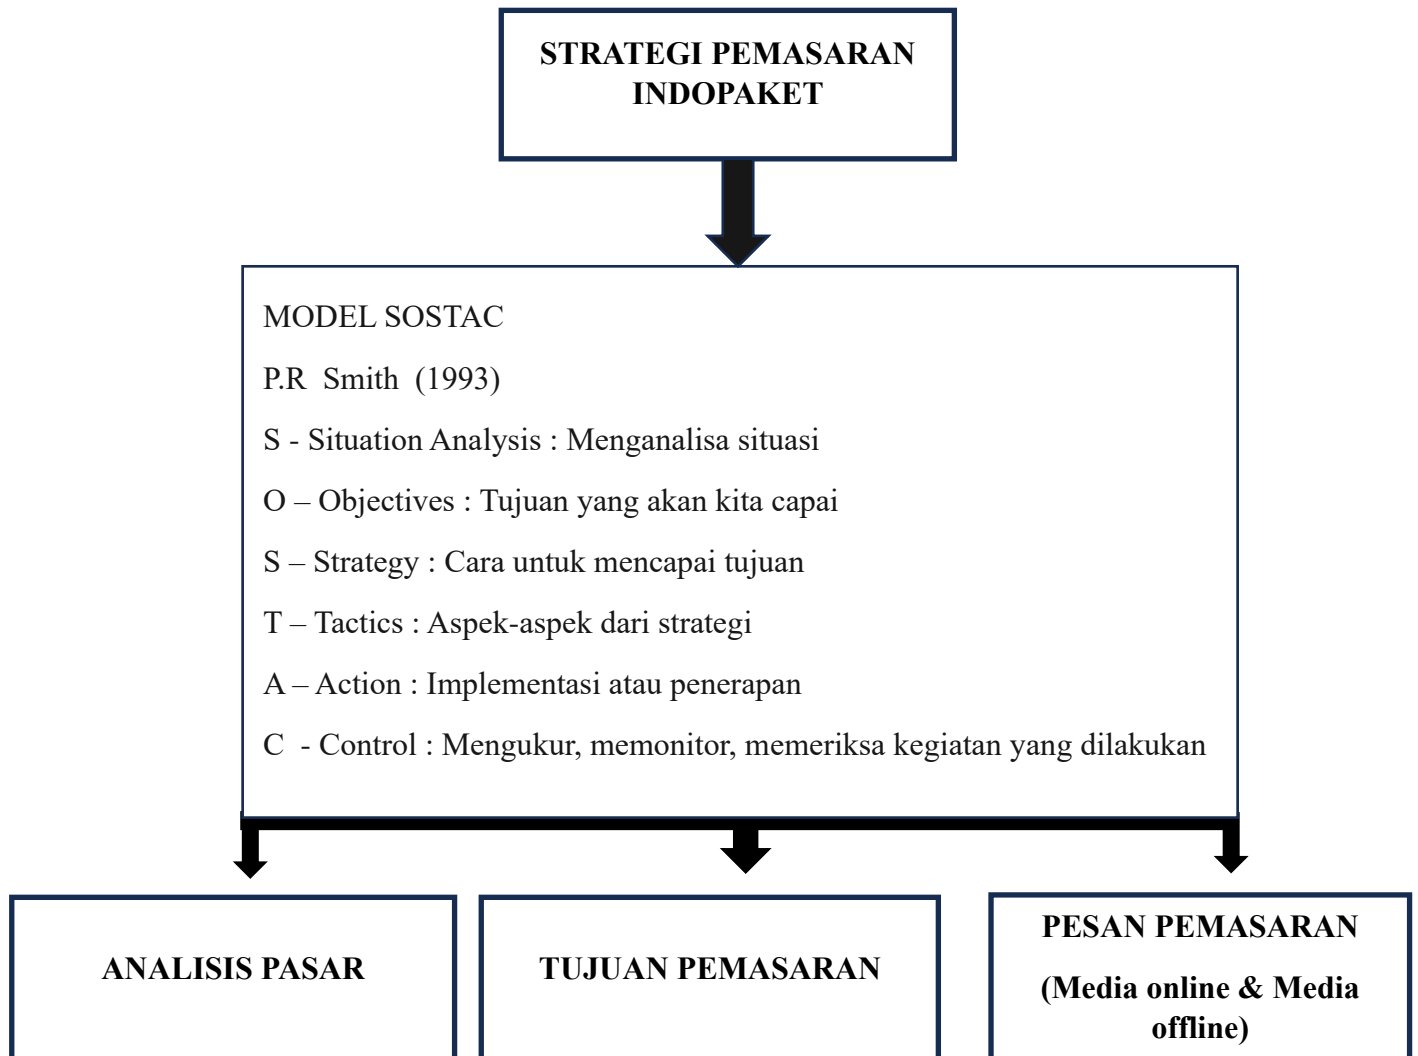 STRATEGI PEMASARAN
INDOPAKET
MODEL SOSTAC
P.R Smith (1993)
S - Situation Analysis : Menganalisa situasi
O – Objectives : Tujuan yang akan kita capai
S – Strategy : Cara untuk mencapai tujuan
T – Tactics : Aspek-aspek dari strategi
A – Action : Implementasi atau penerapan
C - Control : Mengukur, memonitor, memeriksa kegiatan yang dilakukan
ANALISIS PASAR
TUJUAN PEMASARAN
PESAN PEMASARAN
(Media online & Media
offline)